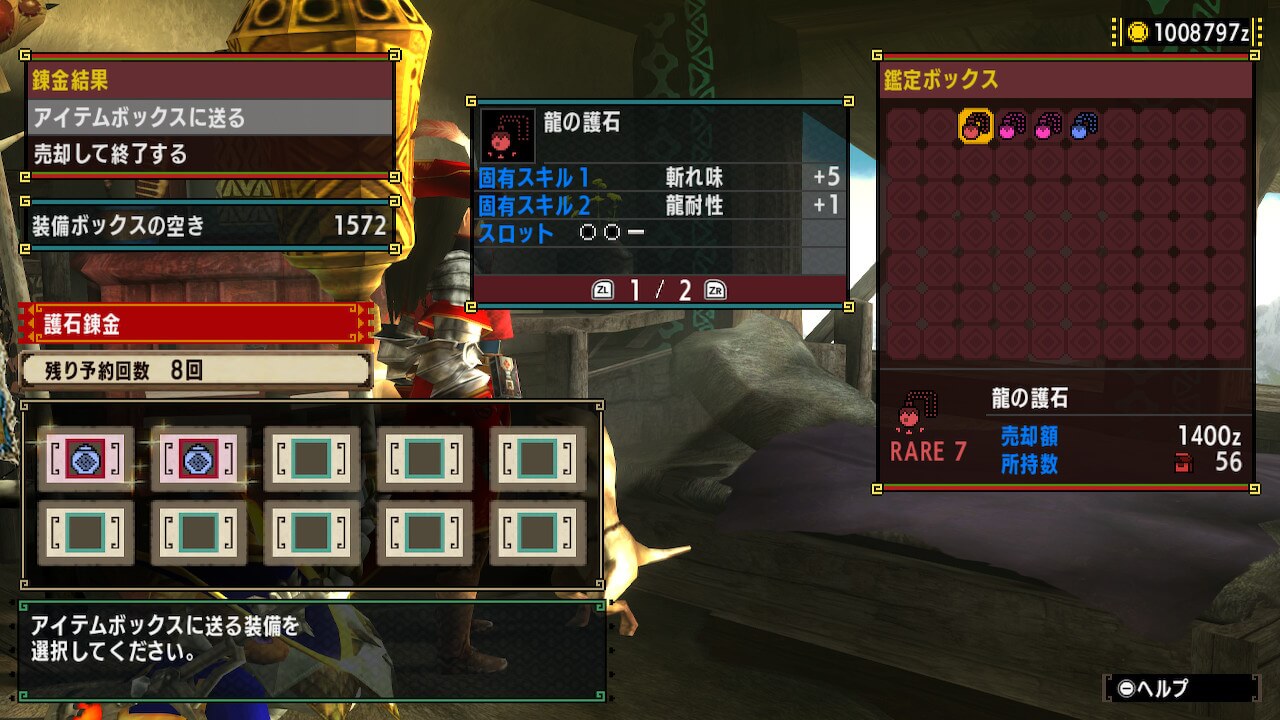 1008797z
錬金結果
アイテムボックスに送る
売却して終了する
装備ボックスの空き 1572
龍の護石
固有スキル1 斬れ味 +5
固有スキル2 龍耐性 +1
スロット ○○ー
ZL 1 / 2 ZR
鑑定ボックス
龍の護石
RARE 7
売却額 1400z
所持数 56
護石錬金
残り予約回数 8回
アイテムボックスに送る装備を
選択してください。
⊖ヘルプ